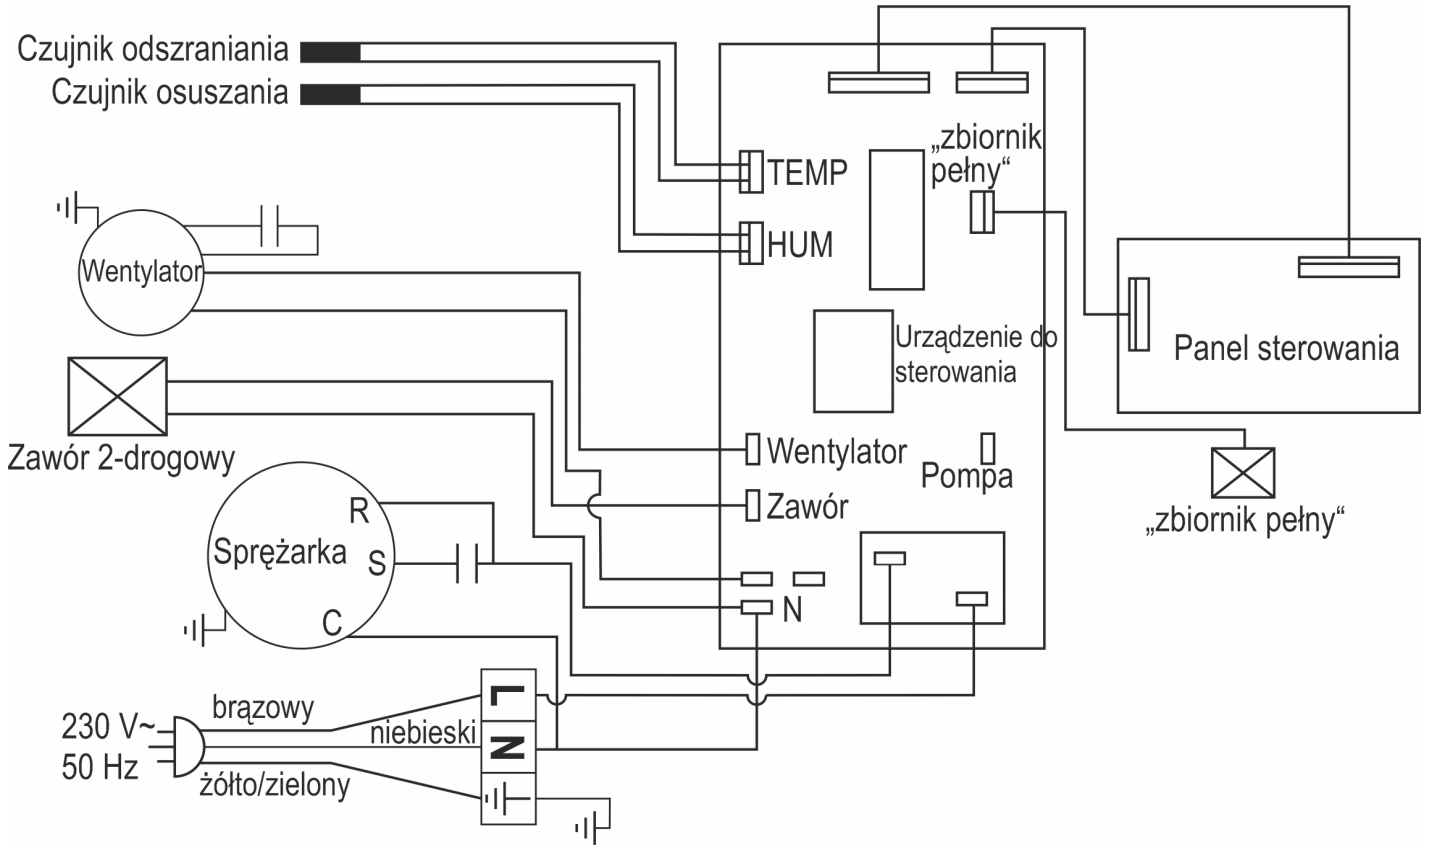 Czujnik odszraniania
Czujnik osuszania
„zbiornik
pełny“
TEMP
HUM
Wentylator
Urządzenie do
sterowania
Panel sterowania
Zawór 2-drogowy
Wentylator
Pompa
Zawór
„zbiornik pełny“
R
Sprężarka
S
C
N
L
brązowy
230 V~
niebieski
N
50 Hz
żółto/zielony